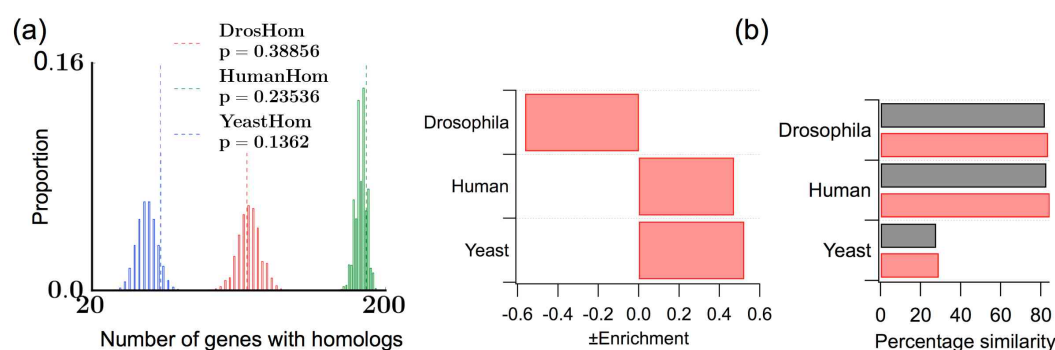 (a)
DrosHom
p = 0.38856
HumanHom
p = 0.23536
YeastHom
p = 0.1362
0.16
Proportion
0.0
20
200
Number of genes with homologs
Drosophila
Human
Yeast
-0.6 -0.4 -0.2 0.0 0.2 0.4 0.6
±Enrichment
(b)
Drosophila
Human
Yeast
0 20 40 60 80
Percentage similarity